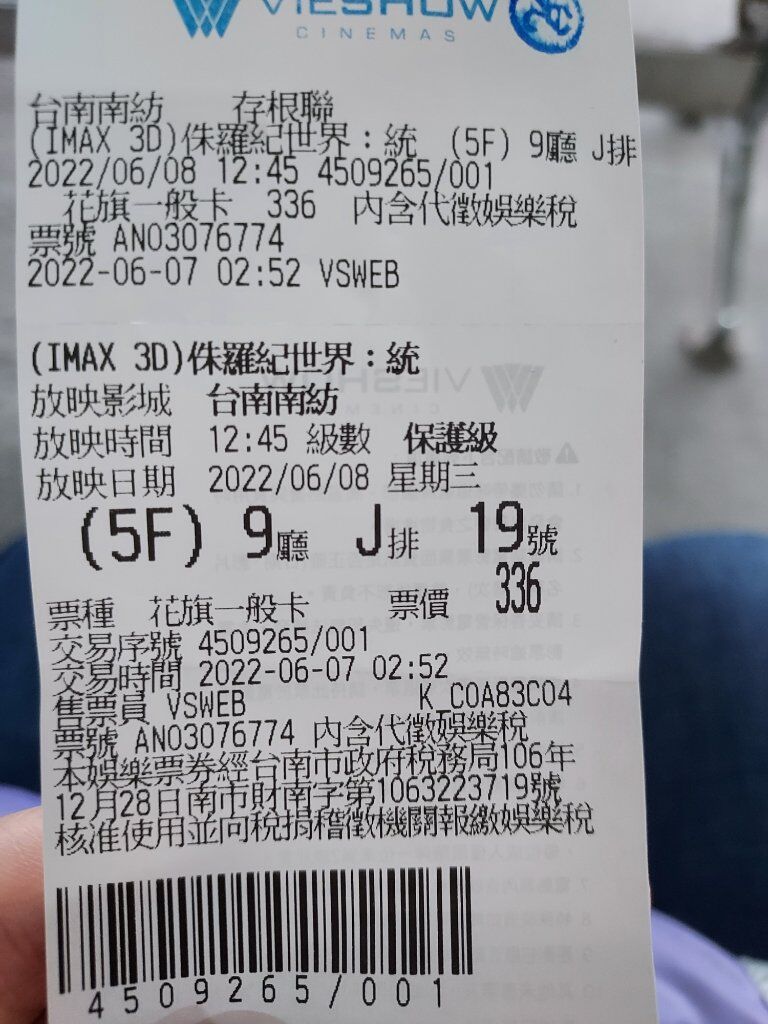 VIESHOW
CINEMAS
台南南紡 存根聯
(IMAX 3D)侏羅紀世界：統 (5F) 9廳 J排
2022/06/08 12:45 4509265/001
花旗一般卡 336 內含代徵娛樂稅
票號 AN03076774
2022-06-07 02:52 VSWEB
(IMAX 3D)侏羅紀世界：統
放映影城 台南南紡
放映時間 12:45 級數 保護級
放映日期 2022/06/08 星期三
(5F) 9廳 J排 19號
票種 花旗一般卡 票價 336
交易序號 4509265/001
交易時間 2022-06-07 02:52
售票員 VSWEB K_C0A83C04
票號 AN03076774 內含代徵娛樂稅
本娛樂票券經台南市政府稅務局106年
12月28日南市財南字第1063223719號
核准使用並向稅捐稽徵機關報繳娛樂稅
4509265/001